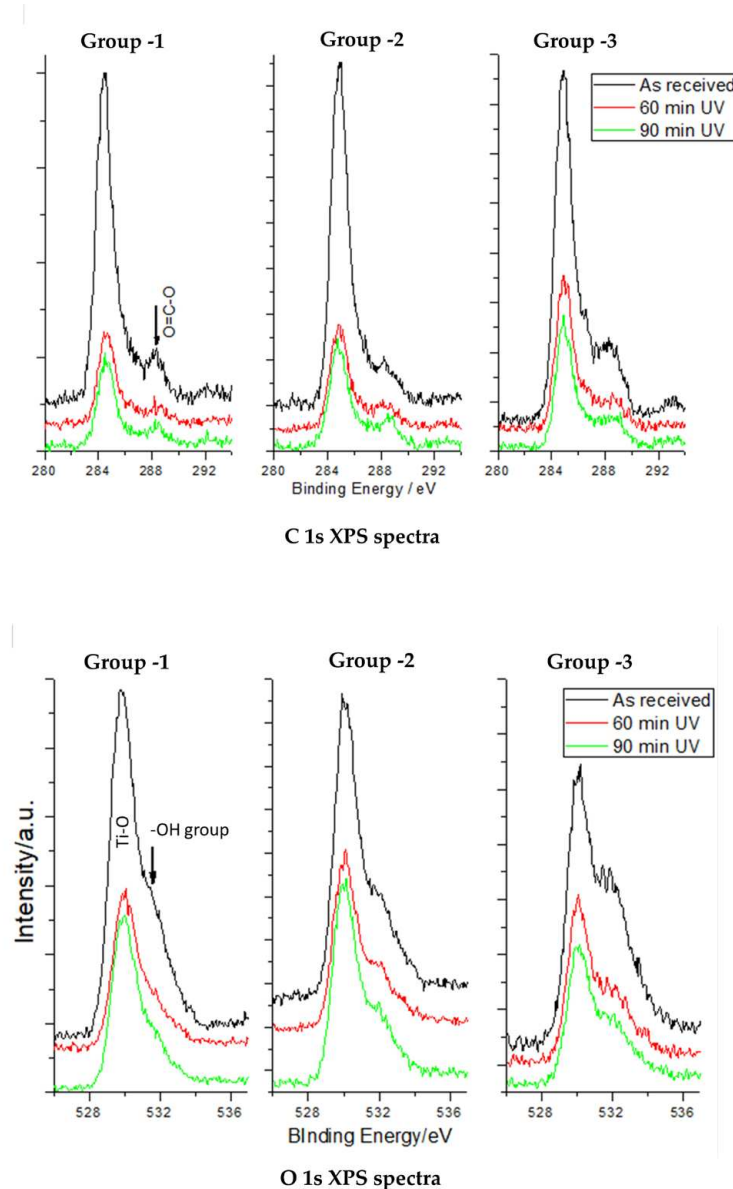 Group -1
Group -2
Group -3
As received
60 min UV
90 min UV
O=C-O
280 284 288 292
280 284 288 292
280 284 288 292
Binding Energy / eV
C 1s XPS spectra
Group -1
Group -2
Group -3
As received
60 min UV
90 min UV
Ti-O
-OH group
Intensity/a.u.
528 532 536
528 532 536
528 532 536
BInding Energy/eV
O 1s XPS spectra